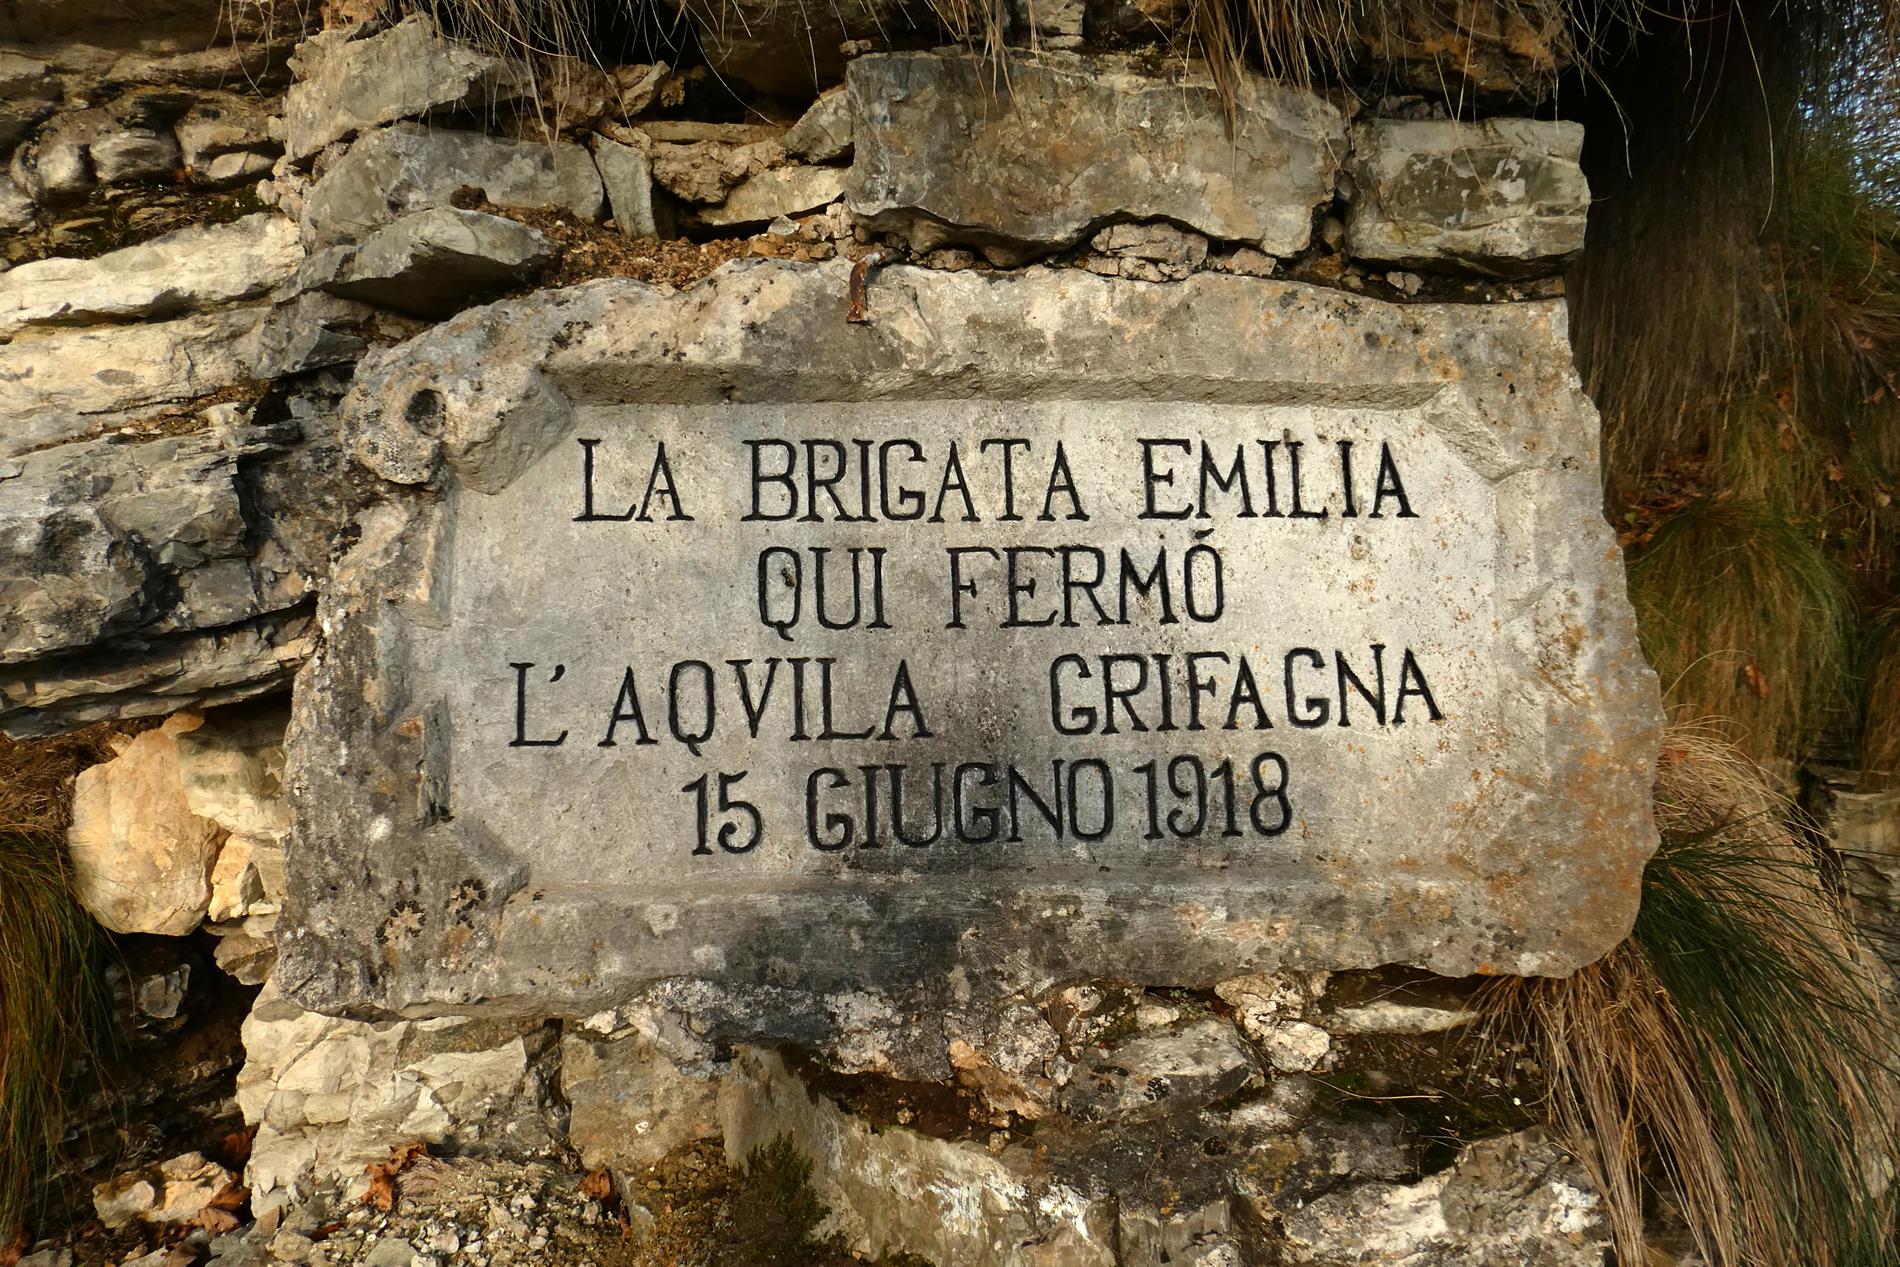 LA BRIGATA EMILIA
QUI FERMÓ
L'AQVILA GRIFAGNA
15 GIUGNO 1918